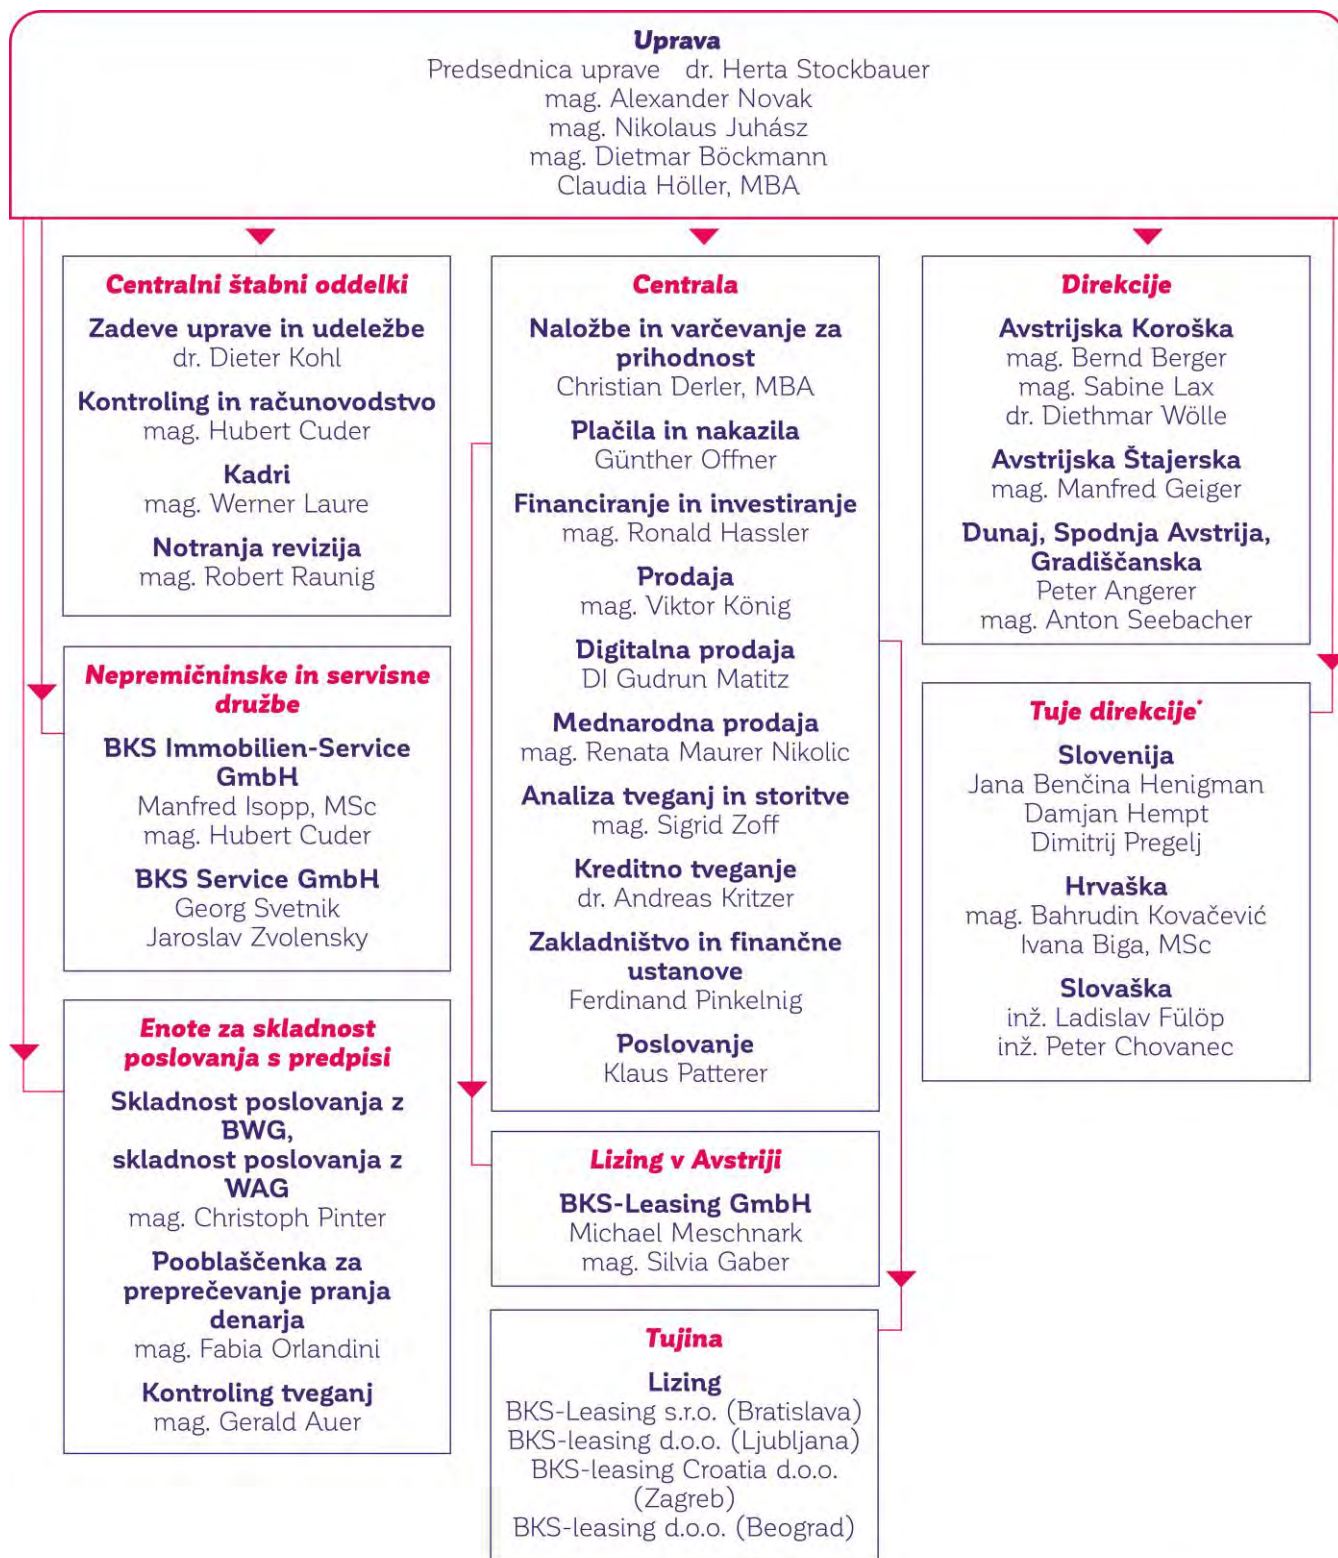 Uprava
Predsednica uprave dr. Herta Stockbauer
mag. Alexander Novak
mag. Nikolaus Juhász
mag. Dietmar Böckmann
Claudia Höller, MBA
Centralni štabni oddelki
Zadeve uprave in udeležbe
dr. Dieter Kohl
Kontroling in računovodstvo
mag. Hubert Cuder
Kadri
mag. Werner Laure
Notranja revizija
mag. Robert Raunig
Nepremičninske in servisne
družbe
BKS Immobilien-Service
GmbH
Manfred Isopp, MSc
mag. Hubert Cuder
BKS Service GmbH
Georg Svetnik
Jaroslav Zvolensky
Enote za skladnost
poslovanja s predpisi
Skladnost poslovanja z
BWG,
skladnost poslovanja z
WAG
mag. Christoph Pinter
Pooblaščenka za
preprečevanje pranja
denarja
mag. Fabia Orlandini
Kontroling tveganj
mag. Gerald Auer
Centrala
Naložbe in varčevanje za
prihodnost
Christian Derler, MBA
Plačila in nakazila
Günther Offner
Financiranje in investiranje
mag. Ronald Hassler
Prodaja
mag. Viktor König
Digitalna prodaja
DI Gudrun Matitz
Mednarodna prodaja
mag. Renata Maurer Nikolic
Analiza tveganj in storitve
mag. Sigrid Zoff
Kreditno tveganje
dr. Andreas Kritzer
Zakladništvo in finančne
ustanove
Ferdinand Pinkelnig
Poslovanje
Klaus Patterer
Lizing v Avstriji
BKS-Leasing GmbH
Michael Meschnark
mag. Silvia Gaber
Tujina
Lizing
BKS-Leasing s.r.o. (Bratislava)
BKS-leasing d.o.o. (Ljubljana)
BKS-leasing Croatia d.o.o.
(Zagreb)
BKS-leasing d.o.o. (Beograd)
Direkcije
Avstrijska Koroška
mag. Bernd Berger
mag. Sabine Lax
dr. Diethmar Wölle
Avstrijska Štajerska
mag. Manfred Geiger
Dunaj, Spodnja Avstrija,
Gradiščanska
Peter Angerer
mag. Anton Seebacher
Tuje direkcije*
Slovenija
Jana Benčina Henigman
Damjan Hempt
Dimitrij Pregelj
Hrvaška
mag. Bahrudin Kovačević
Ivana Biga, MSc
Slovaška
inž. Ladislav Fülöp
inž. Peter Chovanec